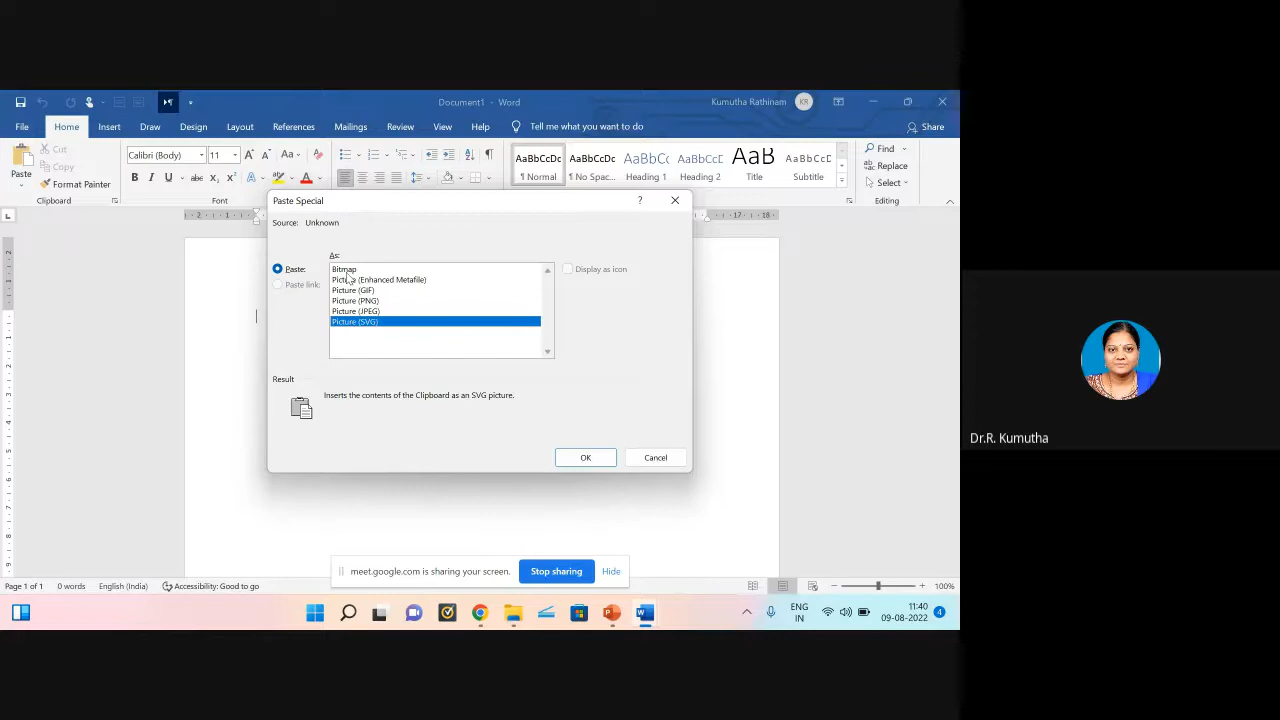 Document1 - Word
Kumutha Rathinam KR
File Home Insert Draw Design Layout References Mailings Review View Help Tell me what you want to do Share
Paste
Cut
Copy
Format Painter
Clipboard
Calibri (Body) 11
Font
AaBbCcDc AaBbCcDc AaBbCc AaBbCcD AaB AaBbCcD
¶ Normal ¶ No Spac... Heading 1 Heading 2 Title Subtitle
Find
Replace
Select
Editing
Paste Special
Source: Unknown
As:
Paste:
Paste link:
Bitmap
Picture (Enhanced Metafile)
Picture (GIF)
Picture (PNG)
Picture (JPEG)
Picture (SVG)
Display as icon
Result
Inserts the contents of the Clipboard as an SVG picture.
OK Cancel
meet.google.com is sharing your screen. Stop sharing Hide
Page 1 of 1 0 words English (India) Accessibility: Good to go 100%
ENG
IN
11:40
09-08-2022
4
Dr.R. Kumutha